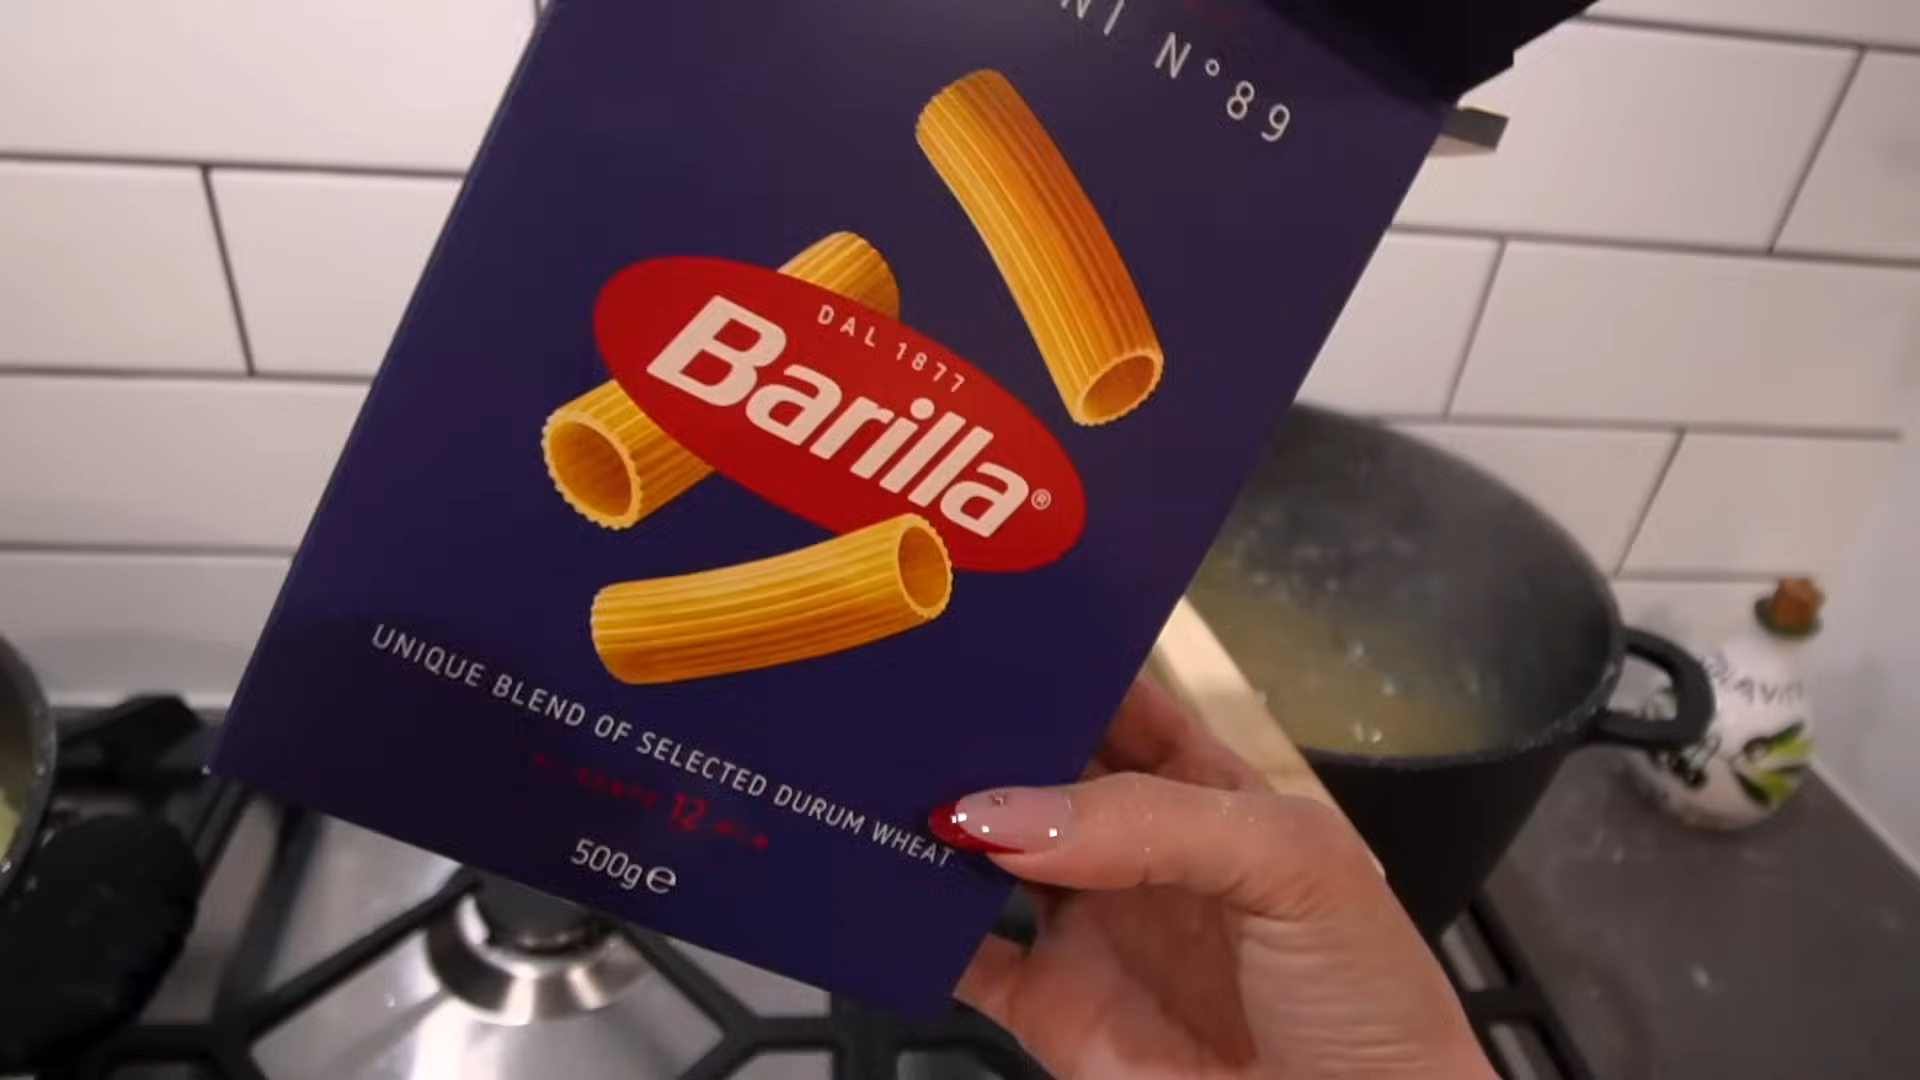 N°89
DAL 1877
Barilla®
UNIQUE BLEND OF SELECTED DURUM WHEAT
12
500g℮